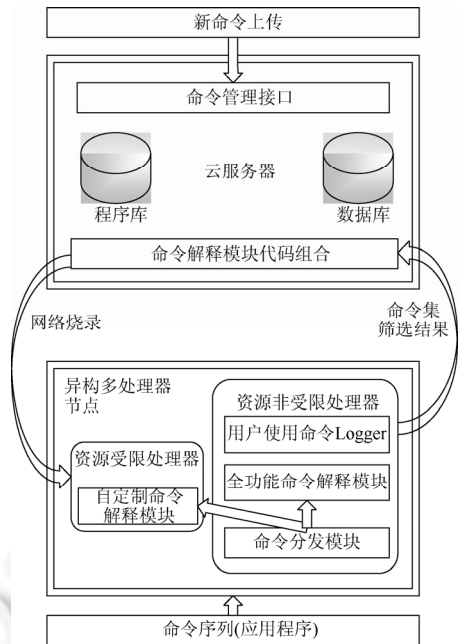 新命令上传
命令管理接口
云服务器
程序库
数据库
命令解释模块代码组合
网络烧录
命令集
筛选结果
异构多处理器
节点
资源非受限处理器
用户使用命令Logger
资源受限处理器
全功能命令解释模块
自定制命令
解释模块
命令分发模块
命令序列(应用程序)